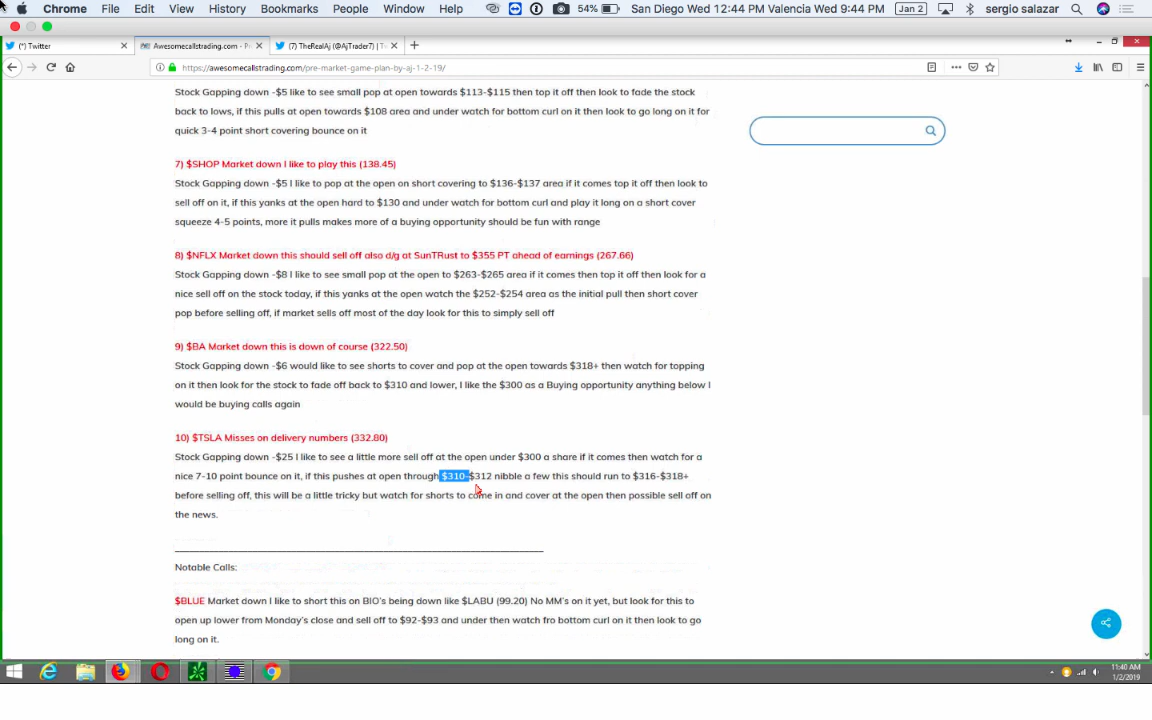 Chrome File Edit View History Bookmarks People Window Help 54% San Diego Wed 12:44 PM Valencia Wed 9:44 PM Jan 2 sergio salazar
(*) Twitter Awesomecallstrading.com - P (7) TheRealAj (@AjTrader7) | Tw
https://awesomecallstrading.com/pre-market-game-plan-by-aj-1-2-19/
Stock Gapping down -$5 like to see small pop at open towards $113-$115 then top it off then look to fade the stock
back to lows, if this pulls at open towards $108 area and under watch for bottom curl on it then look to go long on it for
quick 3-4 point short covering bounce on it
7) $SHOP Market down I like to play this (138.45)
Stock Gapping down -$5 I like to pop at the open on short covering to $136-$137 area if it comes top it off then look to
sell off on it, if this yanks at the open hard to $130 and under watch for bottom curl and play it long on a short cover
squeeze 4-5 points, more it pulls makes more of a buying opportunity should be fun with range
8) $NFLX Market down this should sell off also d/g at SunTRust to $355 PT ahead of earnings (267.66)
Stock Gapping down -$8 I like to see small pop at the open to $263-$265 area if it comes then top it off then look for a
nice sell off on the stock today, if this yanks at the open watch the $252-$254 area as the initial pull then short cover
pop before selling off, if market sells off most of the day look for this to simply sell off
9) $BA Market down this is down of course (322.50)
Stock Gapping down -$6 would like to see shorts to cover and pop at the open towards $318+ then watch for topping
on it then look for the stock to fade off back to $310 and lower, I like the $300 as a Buying opportunity anything below I
would be buying calls again
10) $TSLA Misses on delivery numbers (332.80)
Stock Gapping down -$25 I like to see a little more sell off at the open under $300 a share if it comes then watch for a
nice 7-10 point bounce on it, if this pushes at open through $310-$312 nibble a few this should run to $316-$318+
before selling off, this will be a little tricky but watch for shorts to come in and cover at the open then possible sell off on
the news.
Notable Calls:
$BLUE Market down I like to short this on BIO's being down like $LABU (99.20) No MM's on it yet, but look for this to
open up lower from Monday's close and sell off to $92-$93 and under then watch fro bottom curl on it then look to go
long on it.
11:40 AM
1/2/2019